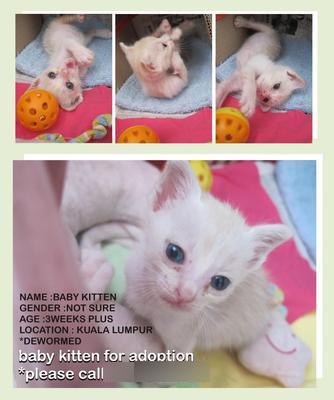 NAME :BABY KITTEN
GENDER :NOT SURE
AGE :3WEEKS PLUS
LOCATION : KUALA LUMPUR
*DEWORMED
baby kitten for adoption
*please call